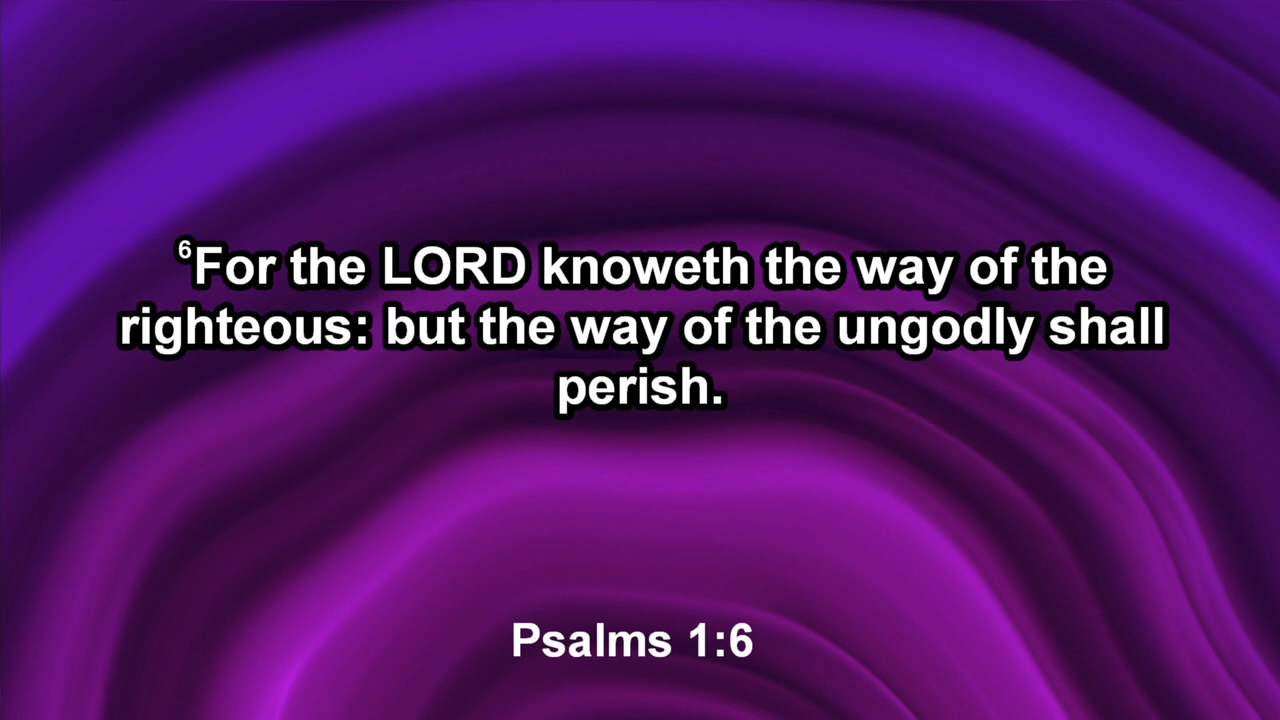 ⁶For the LORD knoweth the way of the
righteous: but the way of the ungodly shall
perish.
Psalms 1:6